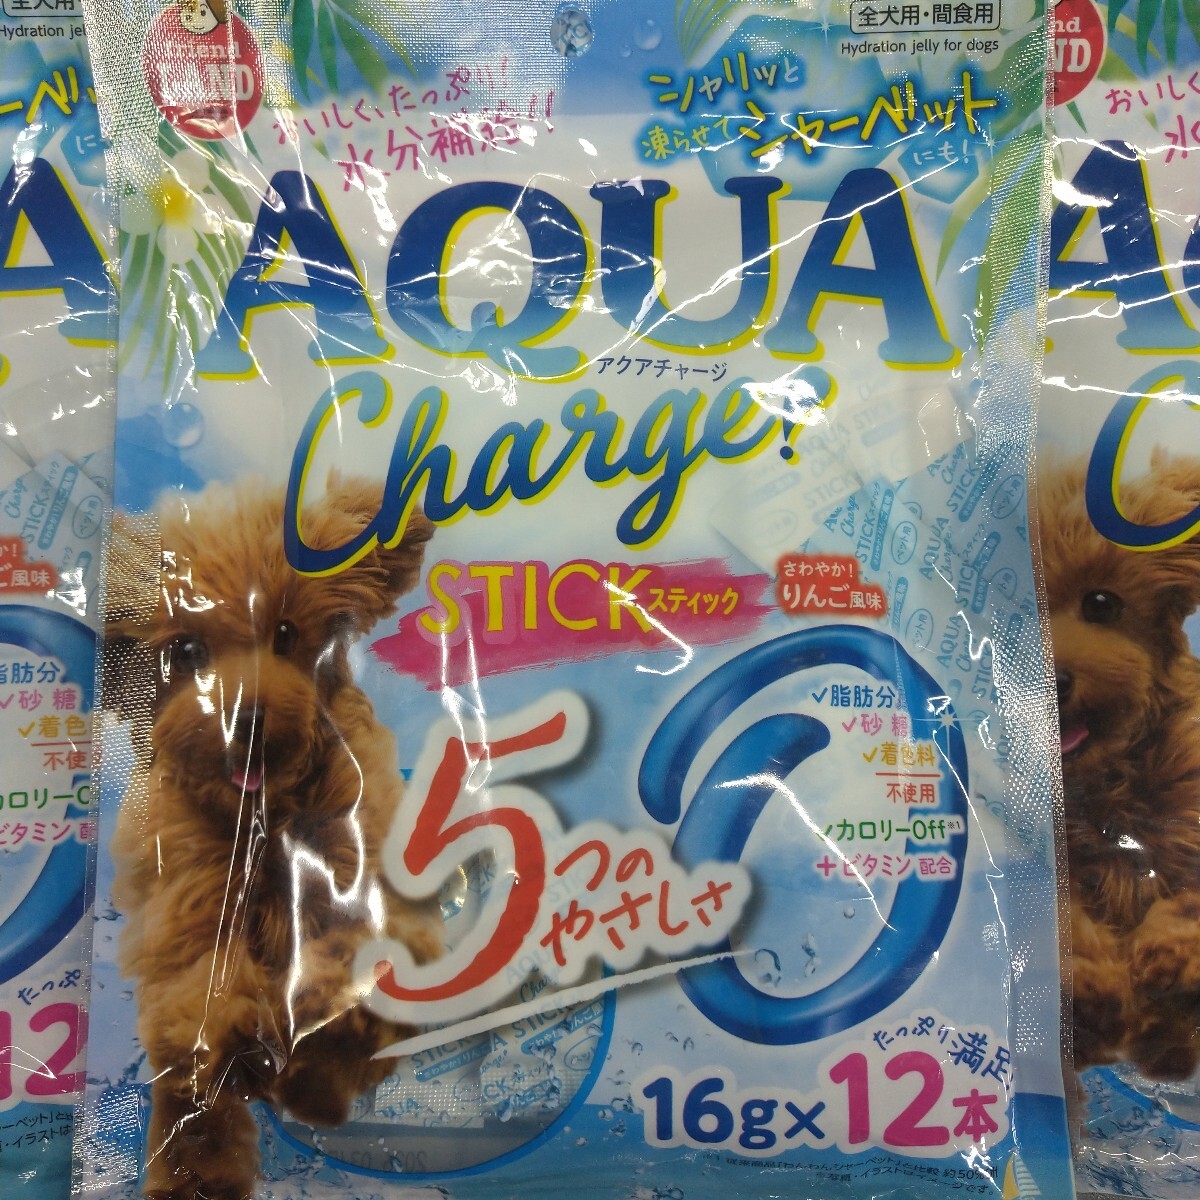 全犬用・間食用
Hydration jelly for dogs
おいしく、たっぷり!
水分補給!!
シャリッと
凍らせてシャーベット
にも!
AQUA
アクアチャージ
Charge!
STICK スティック
さわやか!
りんご風味
5つの
やさしさ
✓脂肪分
✓砂糖
✓着色料
不使用
✓カロリーOff※1
+ビタミン配合
たっぷり満足
16g×12本